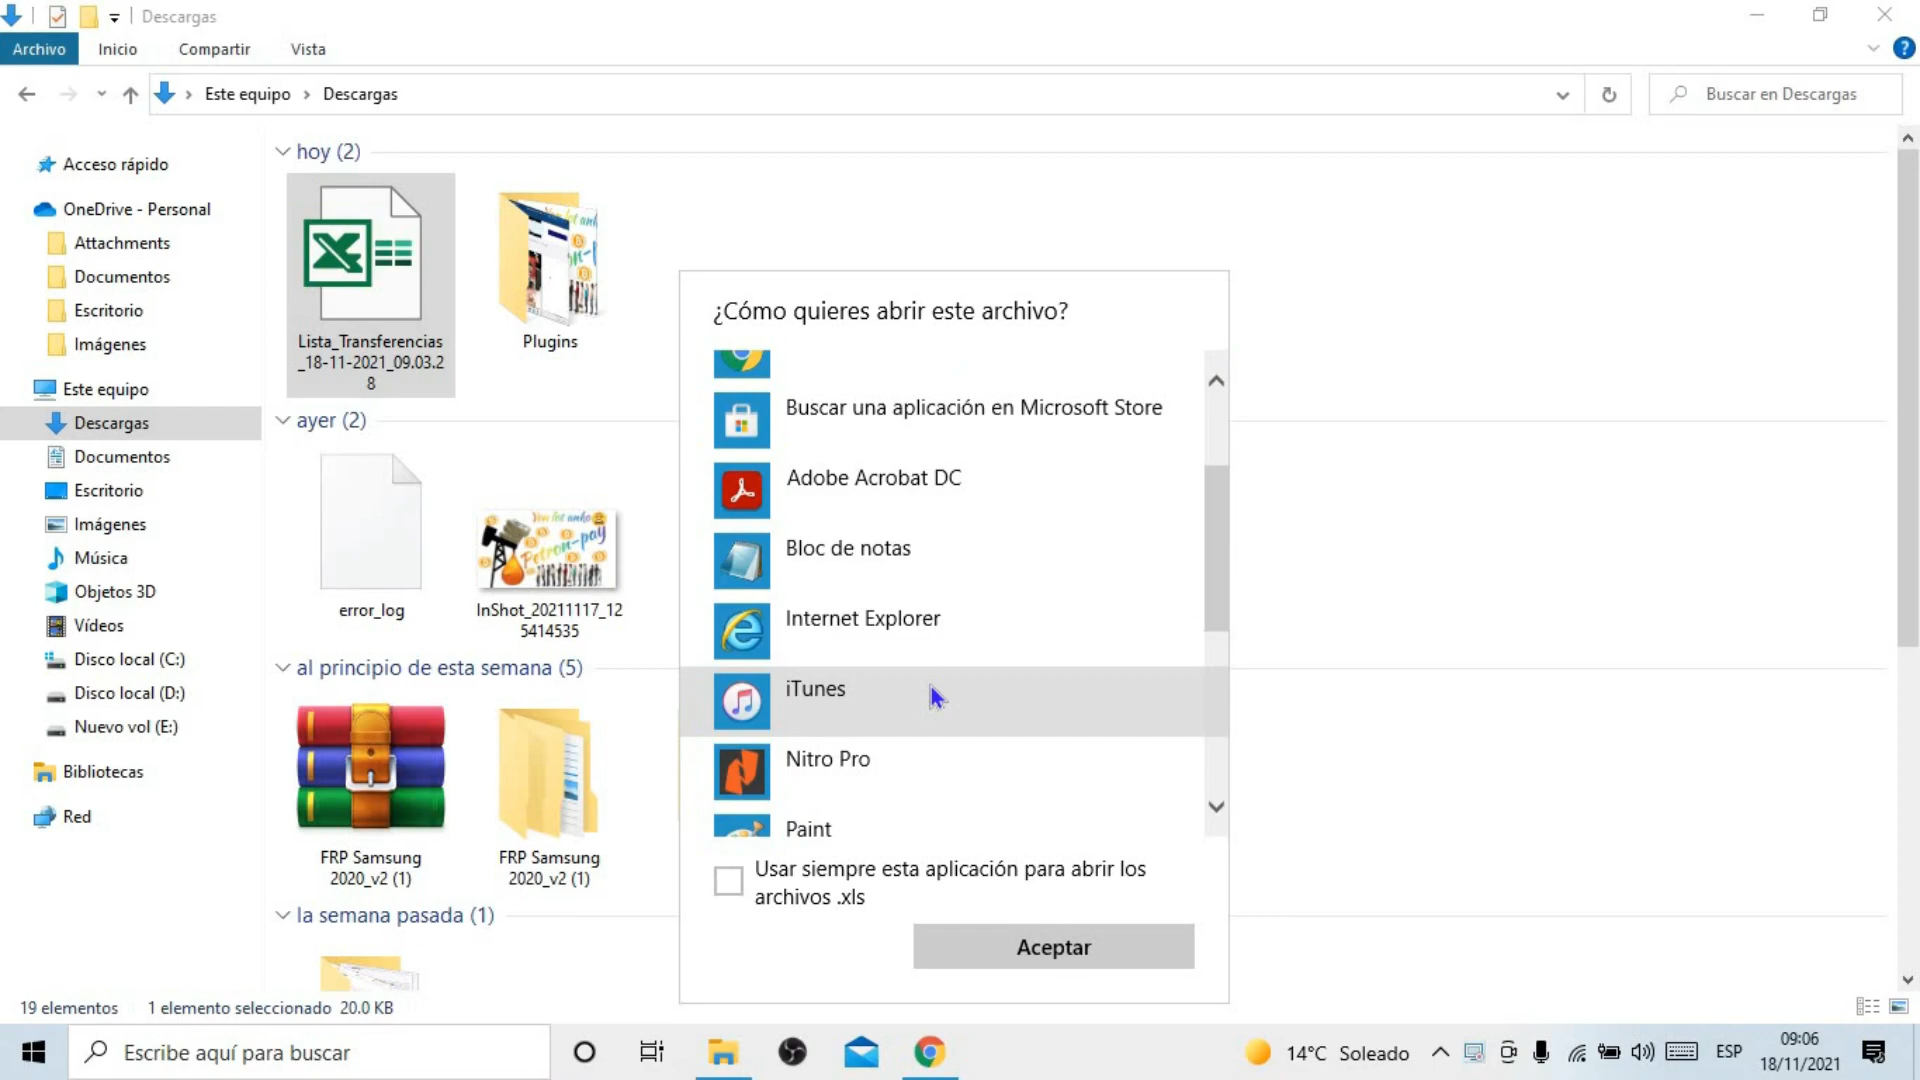 Descargas
Archivo Inicio Compartir Vista
Este equipo Descargas
Buscar en Descargas
Acceso rápido
OneDrive - Personal
Attachments
Documentos
Escritorio
Imágenes
Este equipo
Descargas
Documentos
Escritorio
Imágenes
Música
Objetos 3D
Vídeos
Disco local (C:)
Disco local (D:)
Nuevo vol (E:)
Bibliotecas
Red
hoy (2)
Lista_Transferencias
_18-11-2021_09.03.2
8
Plugins
ayer (2)
error_log
InShot_20211117_12
5414535
Petron-pay
al principio de esta semana (5)
FRP Samsung
2020_v2 (1)
FRP Samsung
2020_v2 (1)
la semana pasada (1)
¿Cómo quieres abrir este archivo?
Buscar una aplicación en Microsoft Store
Adobe Acrobat DC
Bloc de notas
Internet Explorer
iTunes
Nitro Pro
Paint
Usar siempre esta aplicación para abrir los
archivos .xls
Aceptar
19 elementos 1 elemento seleccionado 20.0 KB
Escribe aquí para buscar
14°C Soleado
ESP
09:06
18/11/2021